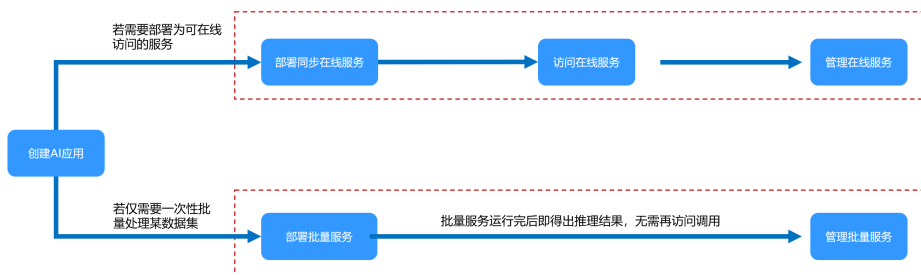 若需要部署为可在线
访问的服务
部署同步在线服务
访问在线服务
管理在线服务
创建AI应用
若仅需要一次性批
量处理某数据集
部署批量服务
批量服务运行完后即得出推理结果，无需再访问调用
管理批量服务